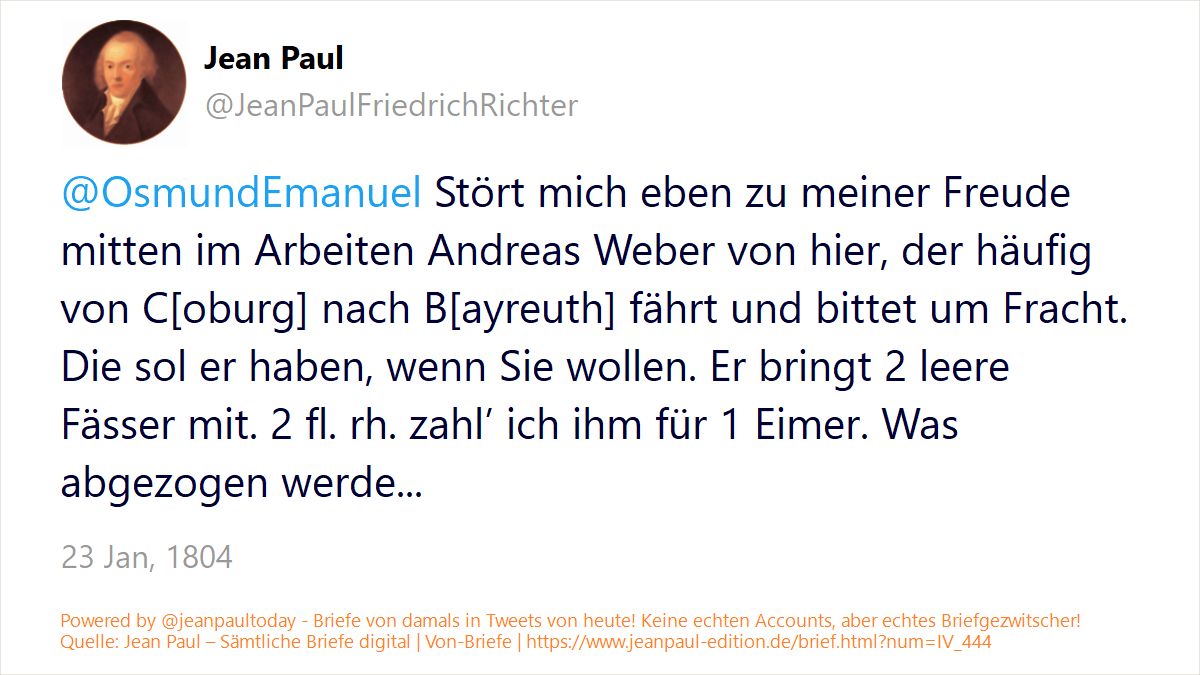 Jean Paul
@JeanPaulFriedrichRichter
@OsmundEmanuel Stört mich eben zu meiner Freude
mitten im Arbeiten Andreas Weber von hier, der häufig
von C[oburg] nach B[ayreuth] fährt und bittet um Fracht.
Die sol er haben, wenn Sie wollen. Er bringt 2 leere
Fässer mit. 2 fl. rh. zahl’ ich ihm für 1 Eimer. Was
abgezogen werde...
23 Jan, 1804
Powered by @jeanpaultoday - Briefe von damals in Tweets von heute! Keine echten Accounts, aber echtes Briefgezwitscher!
Quelle: Jean Paul – Sämtliche Briefe digital | Von-Briefe | https://www.jeanpaul-edition.de/brief.html?num=IV_444